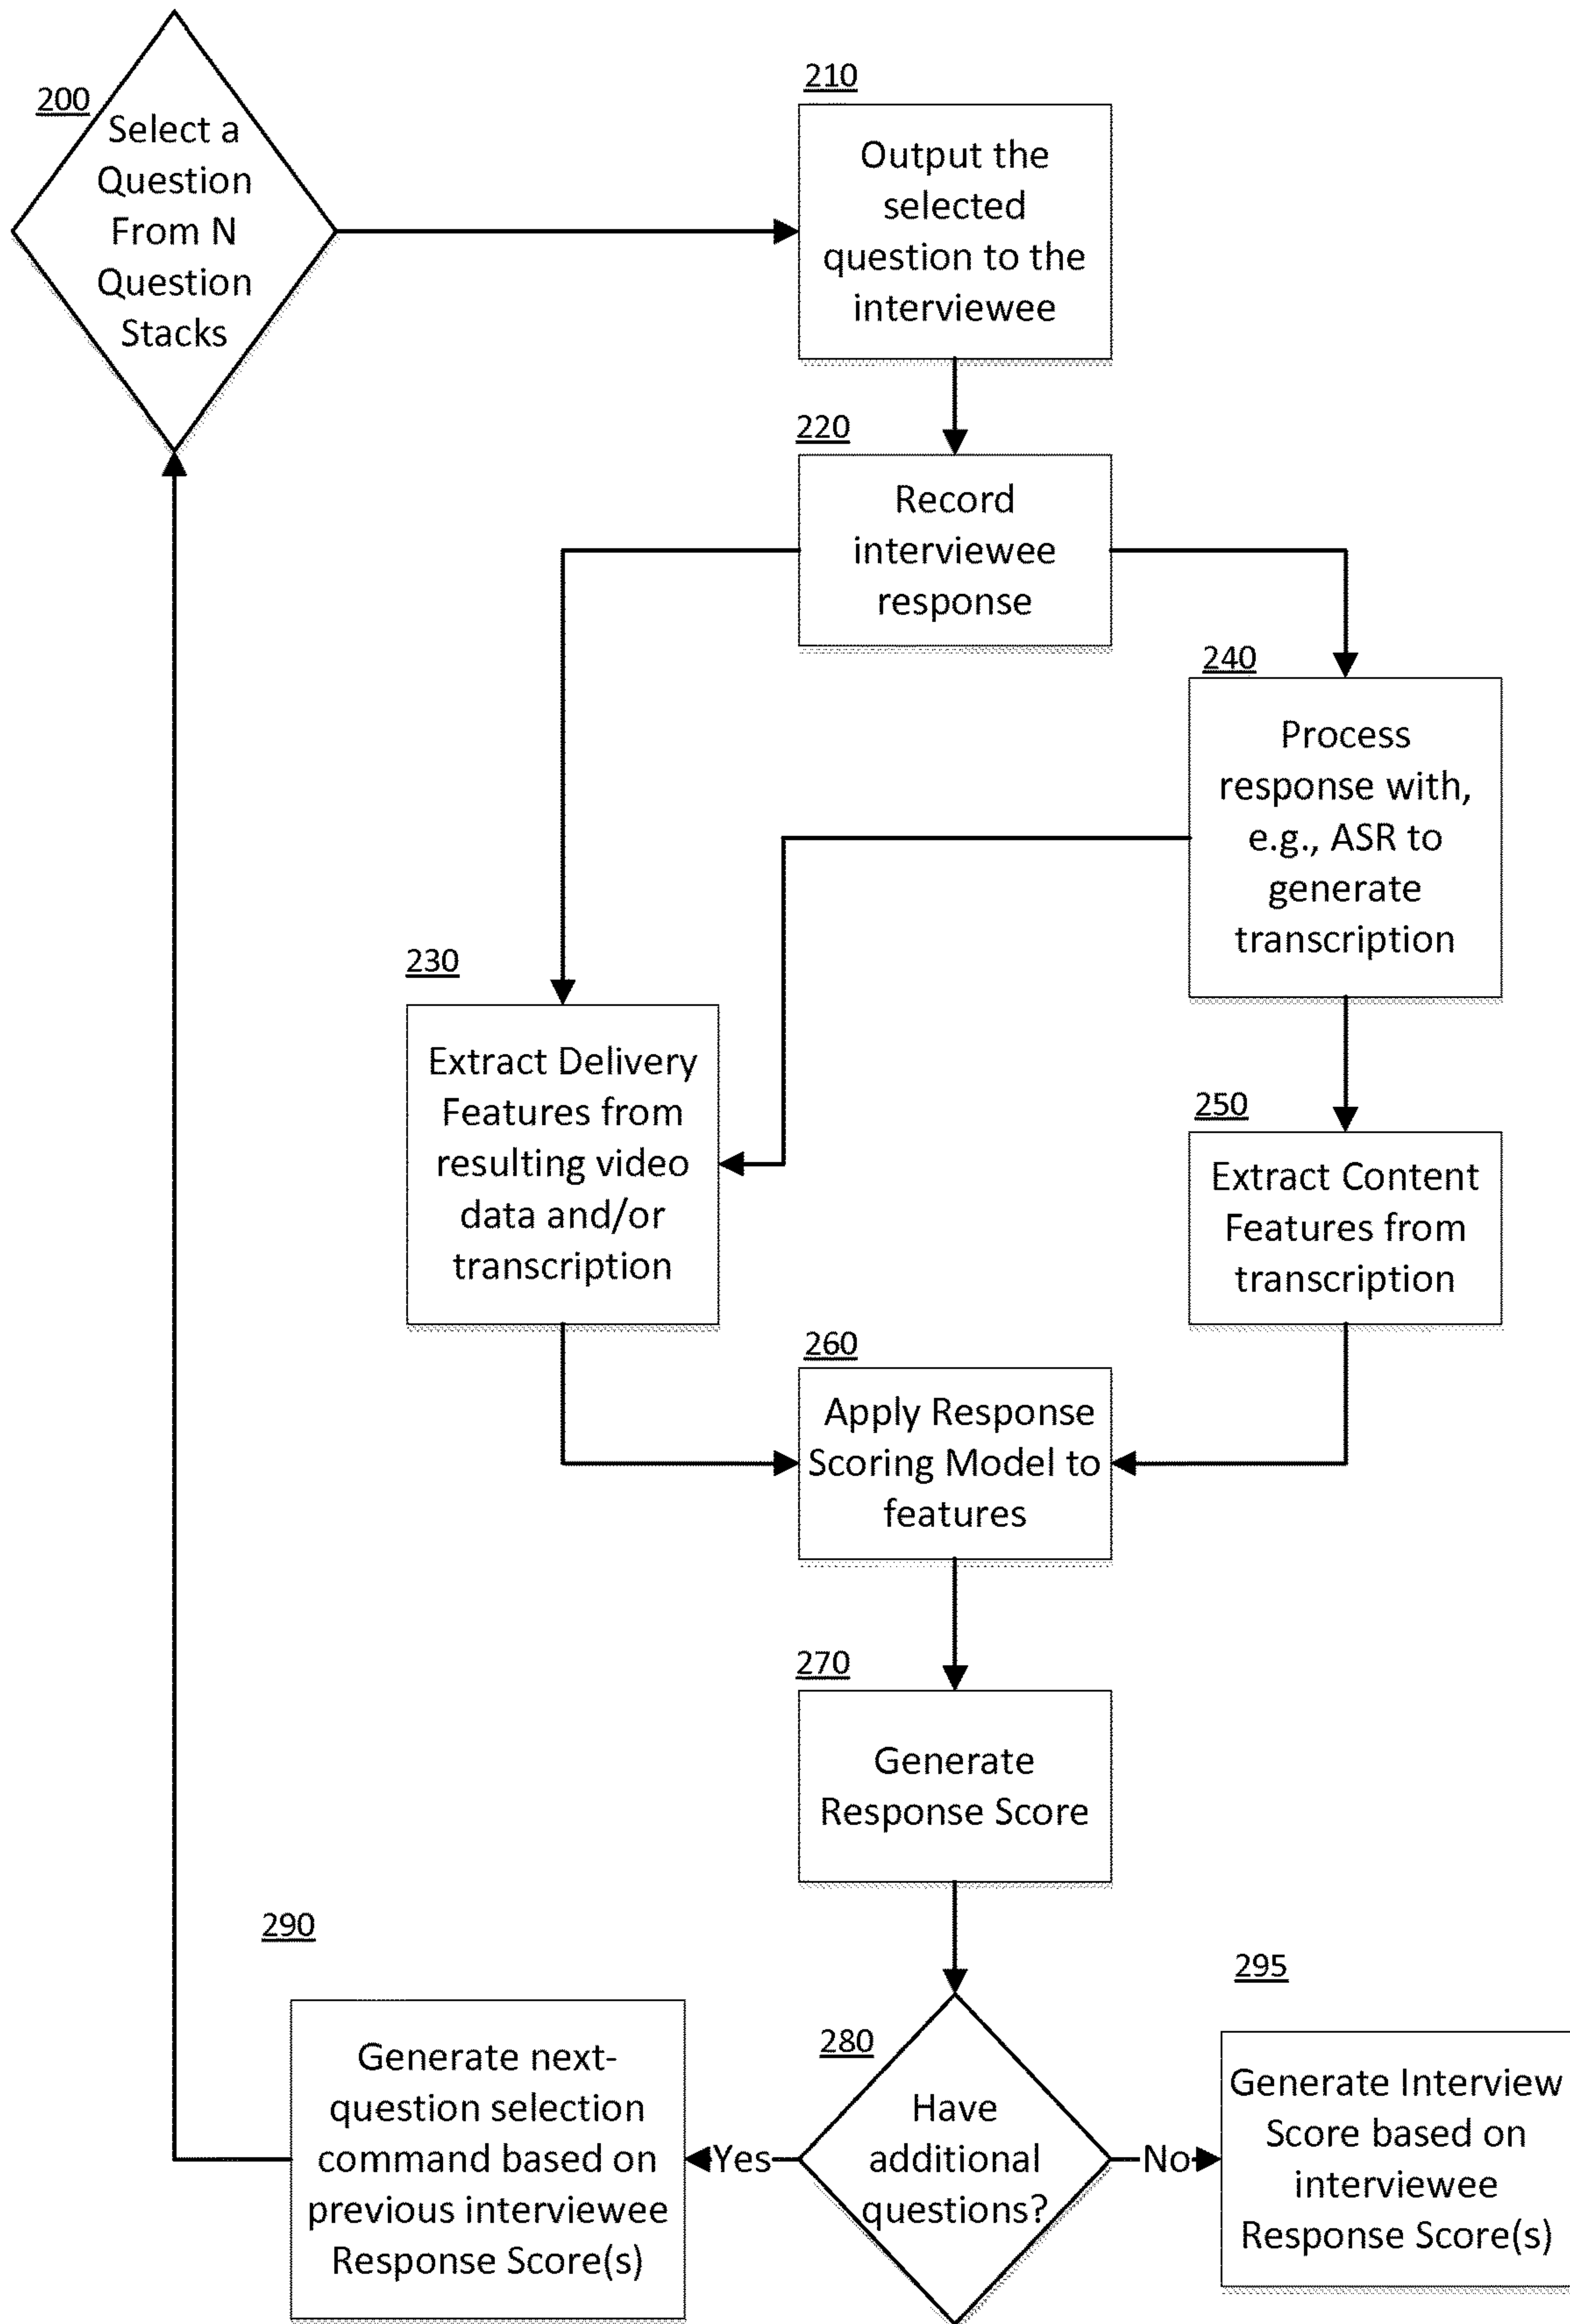 200
Select a
Question
From N
Question
Stacks
210
Output the
selected
question to the
interviewee
220
Record
interviewee
response
240
Process
response with,
e.g., ASR to
generate
transcription
230
Extract Delivery
Features from
resulting video
data and/or
transcription
250
Extract Content
Features from
transcription
260
Apply Response
Scoring Model to
features
270
Generate
Response Score
280
Have
additional
questions?
Yes
No
290
Generate next-
question selection
command based on
previous interviewee
Response Score(s)
295
Generate Interview
Score based on
interviewee
Response Score(s)